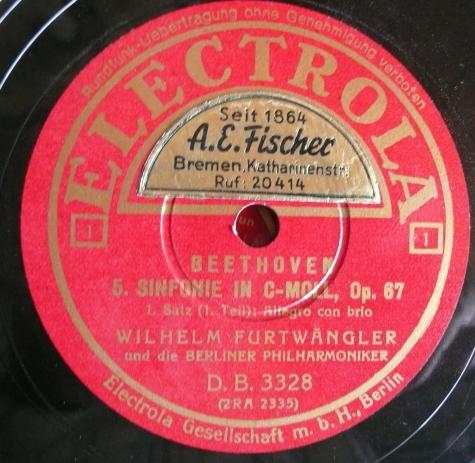 Rundfunk-Uebertragung ohne Genehmigung verboten
ELECTROLA
Seit 1864
A.E. Fischer
Bremen, Katharinenstr.
Ruf: 20414
1
1
BEETHOVEN
5. SINFONIE IN C-MOLL, Op. 67
1. Satz (1. Teil): Allegro con brio
WILHELM FURTWÄNGLER
und die BERLINER PHILHARMONIKER
D. B. 3328
(2RA 2335)
Electrola Gesellschaft m. b. H., Berlin